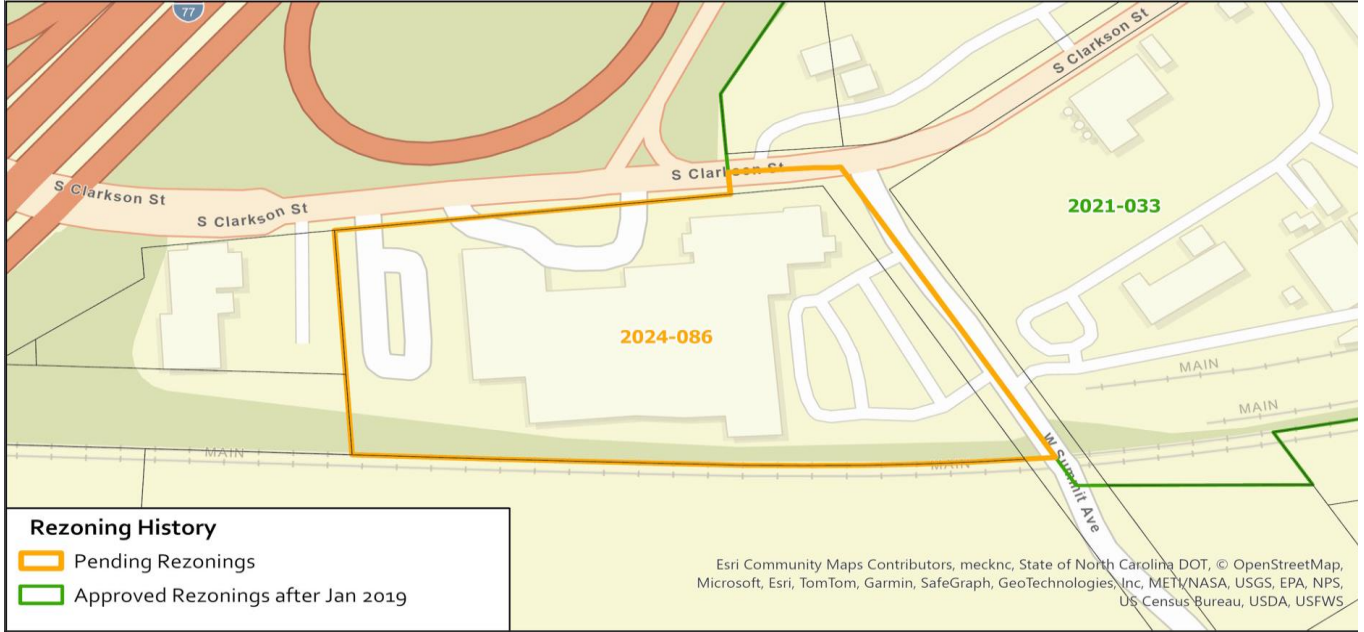 77
S Clarkson St
S Clarkson St
S Clarkson St
S Clarkson St
2021-033
2024-086
MAIN
MAIN
MAIN
MAIN
W Summit Ave
Rezoning History
Pending Rezonings
Approved Rezonings after Jan 2019
Esri Community Maps Contributors, mecknc, State of North Carolina DOT, © OpenStreetMap,
Microsoft, Esri, TomTom, Garmin, SafeGraph, GeoTechnologies, Inc, METI/NASA, USGS, EPA, NPS,
US Census Bureau, USDA, USFWS